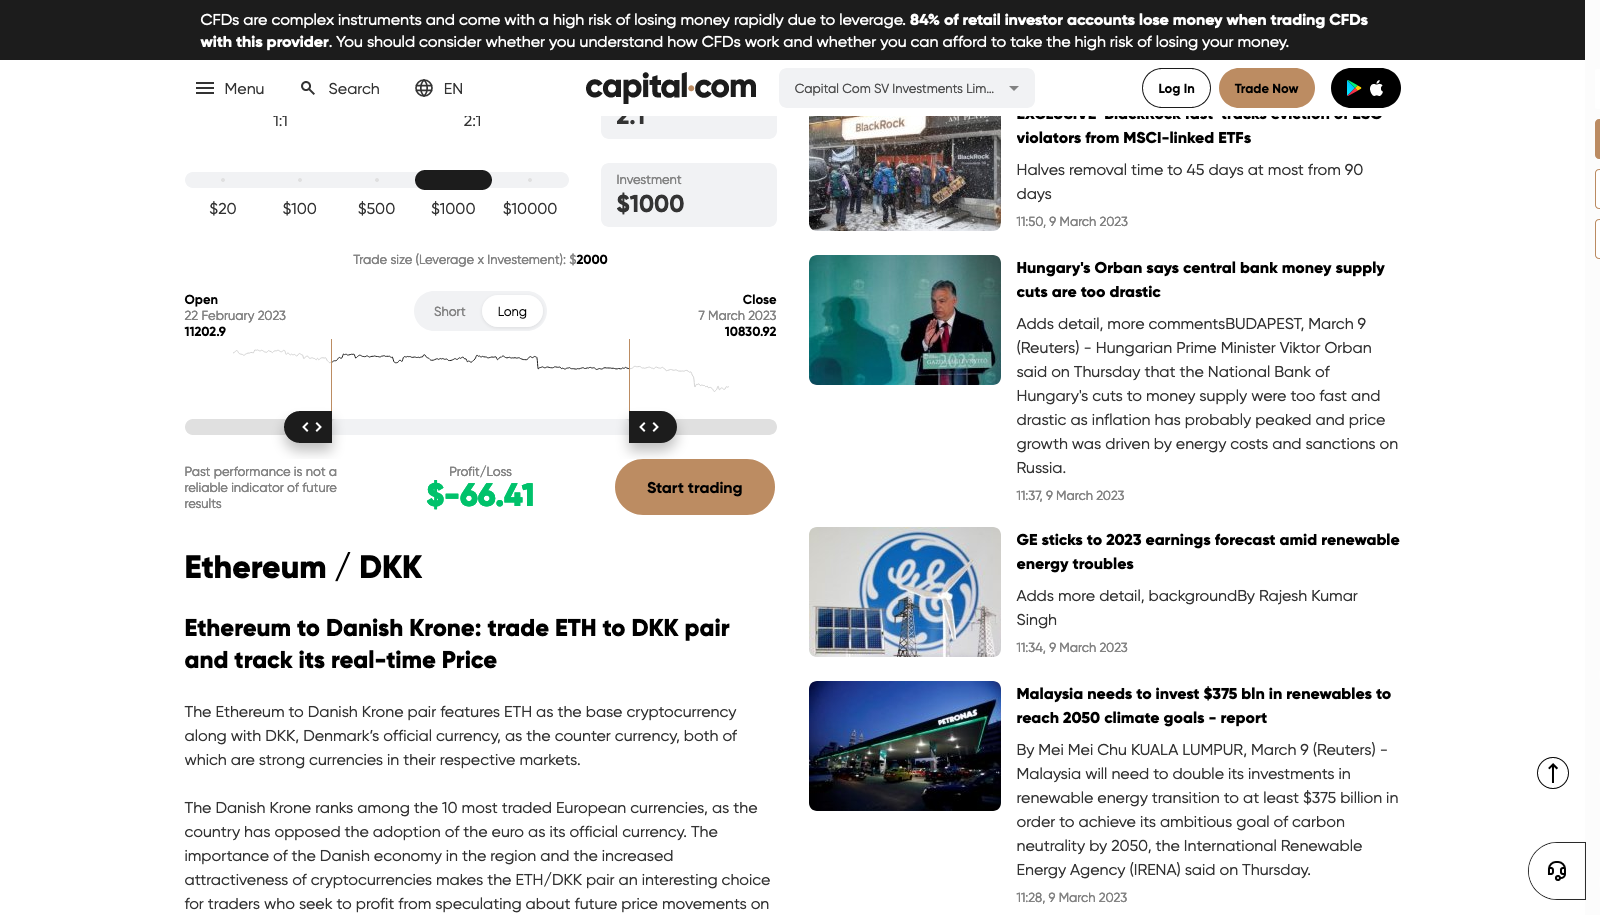 CFDs are complex instruments and come with a high risk of losing money rapidly due to leverage. 84% of retail investor accounts lose money when trading CFDs
with this provider. You should consider whether you understand how CFDs work and whether you can afford to take the high risk of losing your money.
Menu
Search
EN
capital.com
Capital Com SV Investments Lim...
Log In
Trade Now
1:1
2:1
2:1
$20
$100
$500
$1000
$10000
Investment
$1000
Trade size (Leverage x Investement): $2000
Open
22 February 2023
11202.9
Short
Long
Close
7 March 2023
10830.92
Past performance is not a
reliable indicator of future
results
Profit/Loss
$-66.41
Start trading
Ethereum / DKK
Ethereum to Danish Krone: trade ETH to DKK pair
and track its real-time Price
The Ethereum to Danish Krone pair features ETH as the base cryptocurrency
along with DKK, Denmark's official currency, as the counter currency, both of
which are strong currencies in their respective markets.
The Danish Krone ranks among the 10 most traded European currencies, as the
country has opposed the adoption of the euro as its official currency. The
importance of the Danish economy in the region and the increased
attractiveness of cryptocurrencies makes the ETH/DKK pair an interesting choice
for traders who seek to profit from speculating about future price movements on
BlackRock
BlackRock
EXCLUSIVE-BlackRock fast-tracks eviction of ESG
violators from MSCI-linked ETFs
Halves removal time to 45 days at most from 90
days
11:50, 9 March 2023
Hungary's Orban says central bank money supply
cuts are too drastic
Adds detail, more commentsBUDAPEST, March 9
(Reuters) - Hungarian Prime Minister Viktor Orban
said on Thursday that the National Bank of
Hungary's cuts to money supply were too fast and
drastic as inflation has probably peaked and price
growth was driven by energy costs and sanctions on
Russia.
11:37, 9 March 2023
GE sticks to 2023 earnings forecast amid renewable
energy troubles
Adds more detail, backgroundBy Rajesh Kumar
Singh
11:34, 9 March 2023
PETRONAS
Malaysia needs to invest $375 bln in renewables to
reach 2050 climate goals - report
By Mei Mei Chu KUALA LUMPUR, March 9 (Reuters) -
Malaysia will need to double its investments in
renewable energy transition to at least $375 billion in
order to achieve its ambitious goal of carbon
neutrality by 2050, the International Renewable
Energy Agency (IRENA) said on Thursday.
11:28, 9 March 2023